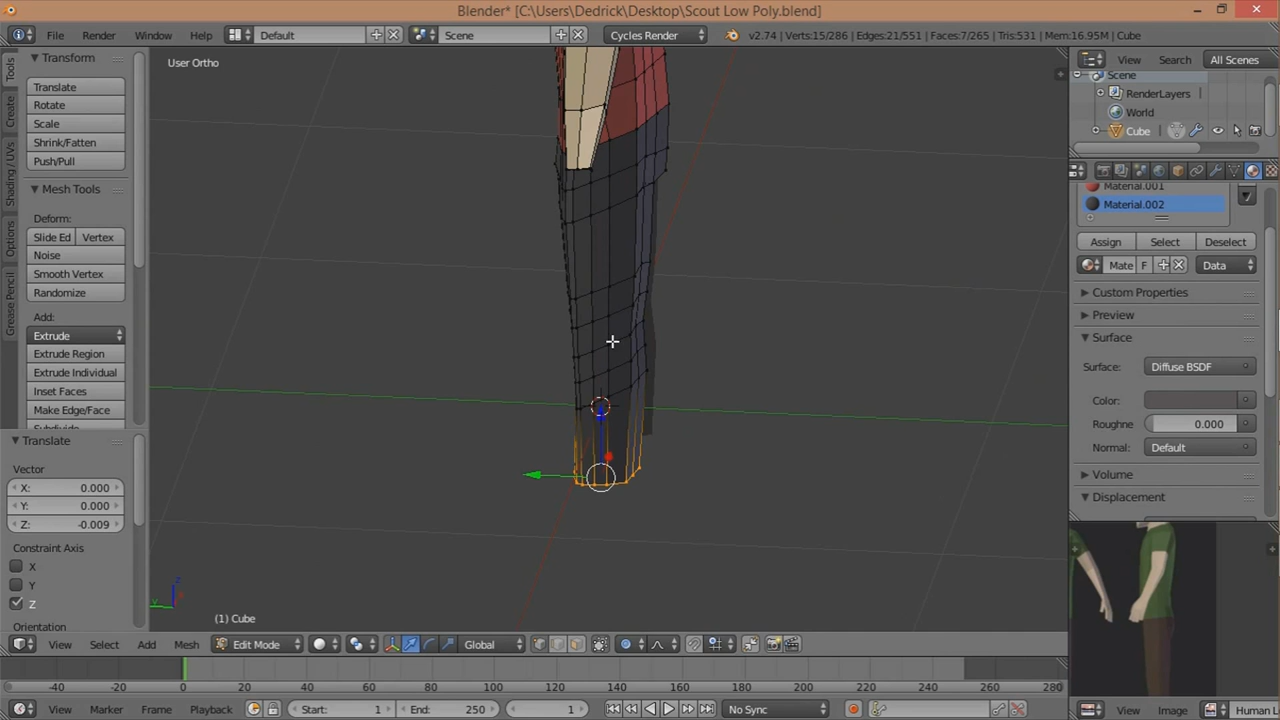 Blender* [C:\Users\Dedrick\Desktop\Scout Low Poly.blend]
File Render Window Help Default Scene Cycles Render v2.74 | Verts:15/286 | Edges:21/551 | Faces:7/265 | Tris:531 | Mem:16.95M | Cube
Tools
Create
Shading / UVs
Options
Grease Pencil
Transform
Translate
Rotate
Scale
Shrink/Fatten
Push/Pull
Mesh Tools
Deform:
Slide Ed Vertex
Noise
Smooth Vertex
Randomize
Add:
Extrude
Extrude Region
Extrude Individual
Inset Faces
Make Edge/Face
Subdivide
Translate
Vector
X: 0.000
Y: 0.000
Z: -0.009
Constraint Axis
X
Y
Z
Orientation
User Ortho
z
Y
(1) Cube
View Search All Scenes
Scene
RenderLayers
World
Cube
Material.001
Material.002
Assign Select Deselect
Mate F Data
Custom Properties
Preview
Surface
Surface: Diffuse BSDF
Color:
Roughne 0.000
Normal: Default
Volume
Displacement
View Select Add Mesh Edit Mode Global
-40 -20 0 20 40 60 80 100 120 140 160 180 200 220 240 260 280
View Marker Frame Playback Start: 1 End: 250 1 No Sync
View Image Human L